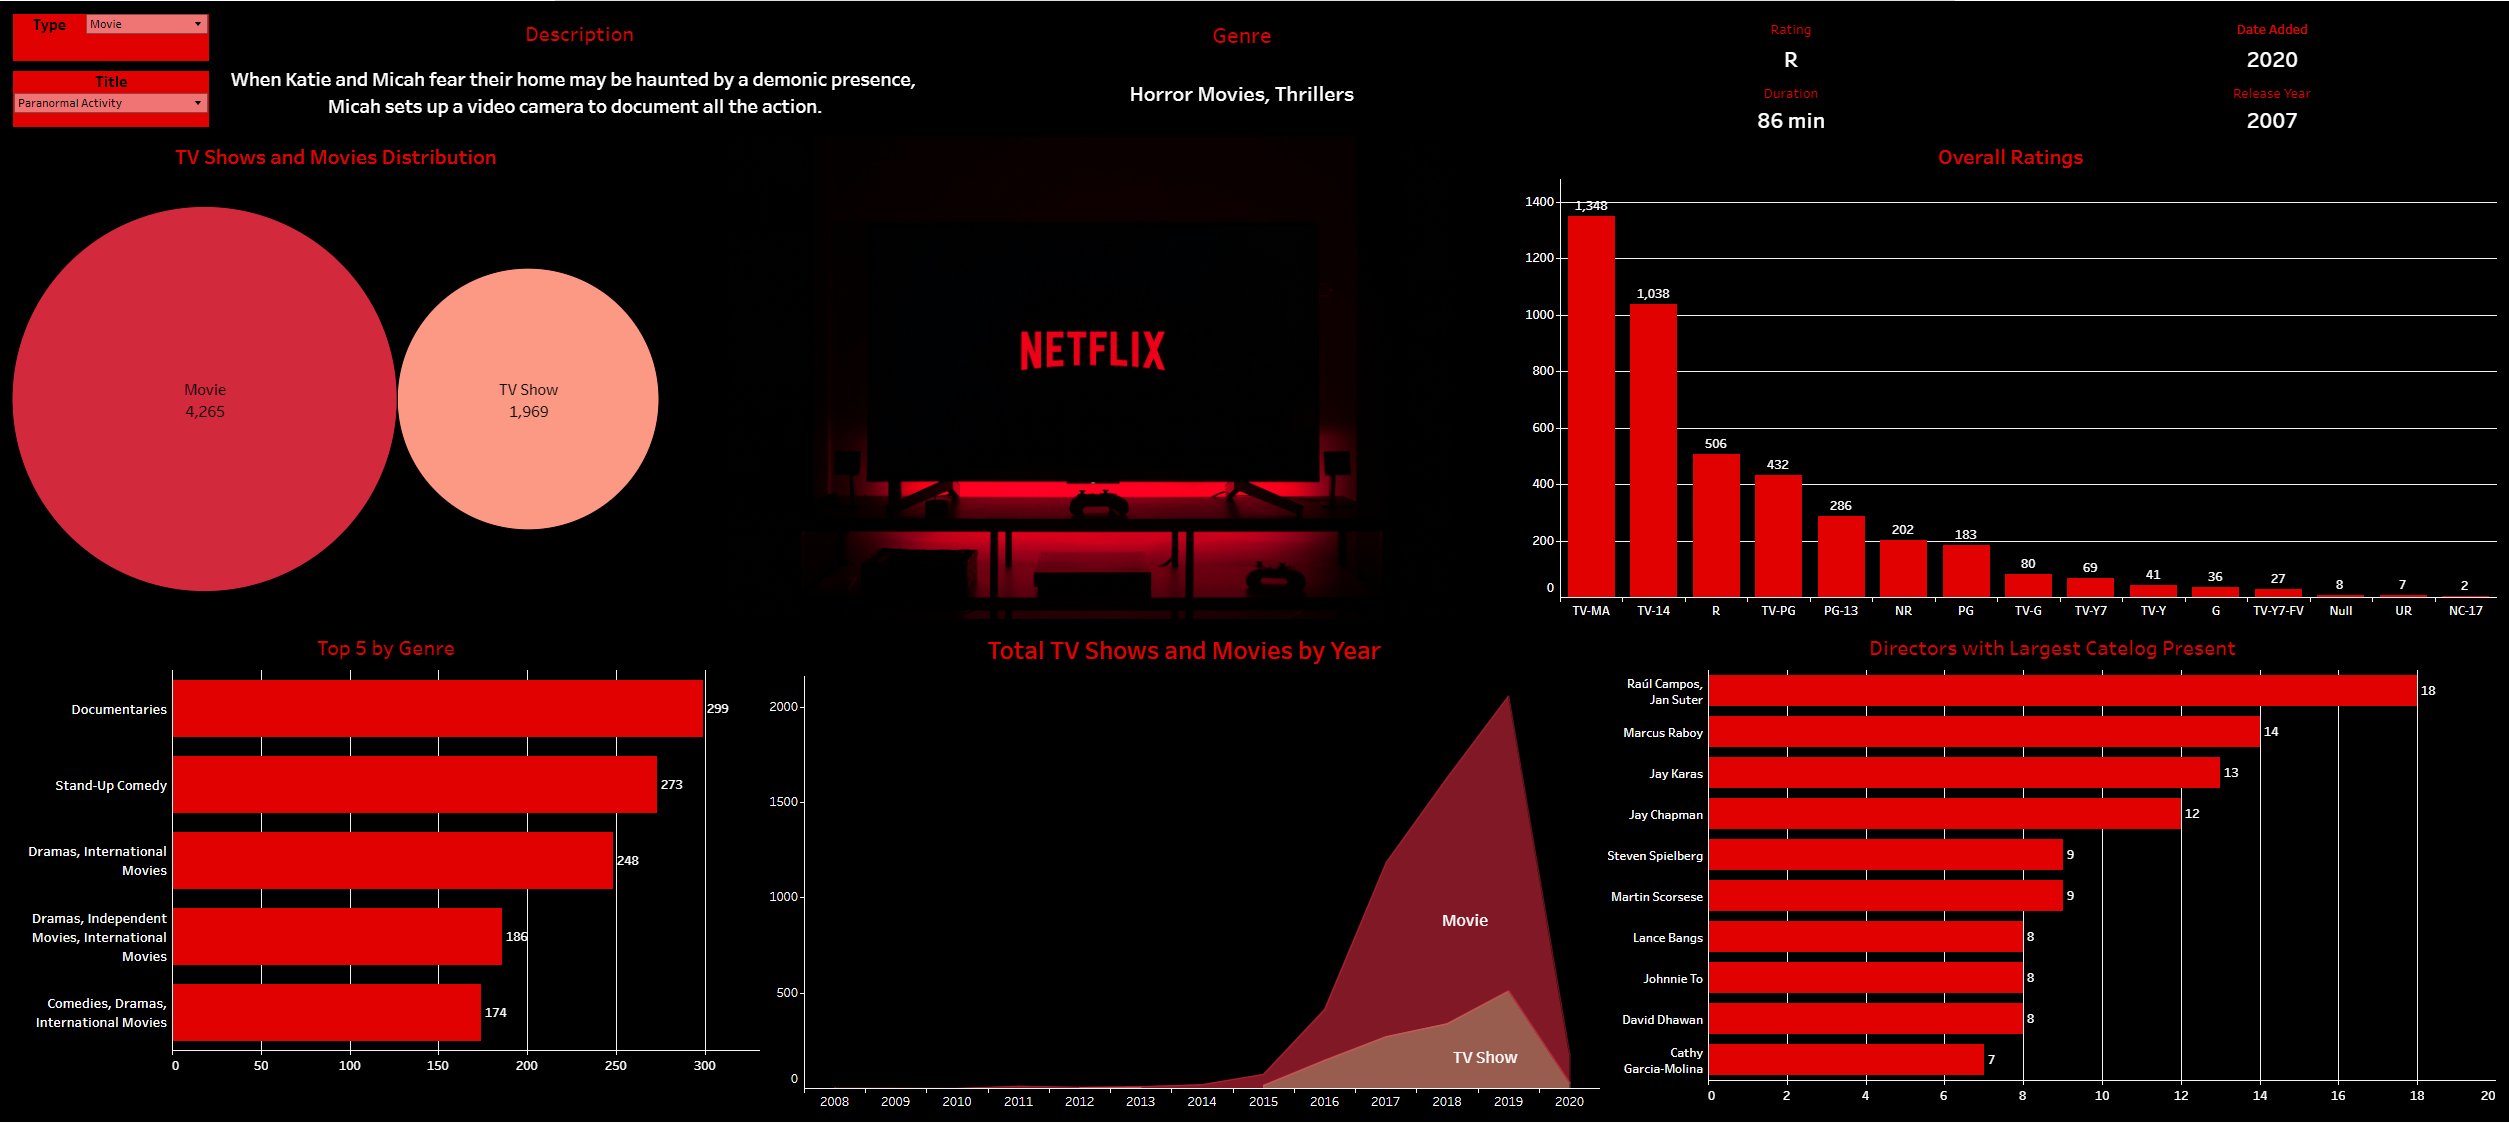 Type
Movie
Title
Paranormal Activity
Description
When Katie and Micah fear their home may be haunted by a demonic presence,
Micah sets up a video camera to document all the action.
Genre
Horror Movies, Thrillers
Rating
R
Duration
86 min
Date Added
2020
Release Year
2007
TV Shows and Movies Distribution
Movie
4,265
TV Show
1,969
NETFLIX
Overall Ratings
1400
1200
1000
800
600
400
200
0
1,348
1,038
506
432
286
202
183
80
69
41
36
27
8
7
2
TV-MA
TV-14
R
TV-PG
PG-13
NR
PG
TV-G
TV-Y7
TV-Y
G
TV-Y7-FV
Null
UR
NC-17
Top 5 by Genre
Documentaries
299
Stand-Up Comedy
273
Dramas, International
Movies
248
Dramas, Independent
Movies, International
Movies
186
Comedies, Dramas,
International Movies
174
0 50 100 150 200 250 300
Total TV Shows and Movies by Year
2000
1500
1000
500
0
Movie
TV Show
2008 2009 2010 2011 2012 2013 2014 2015 2016 2017 2018 2019 2020
Directors with Largest Catelog Present
Raúl Campos,
Jan Suter
18
Marcus Raboy
14
Jay Karas
13
Jay Chapman
12
Steven Spielberg
9
Martin Scorsese
9
Lance Bangs
8
Johnnie To
8
David Dhawan
8
Cathy
Garcia-Molina
7
0 2 4 6 8 10 12 14 16 18 20